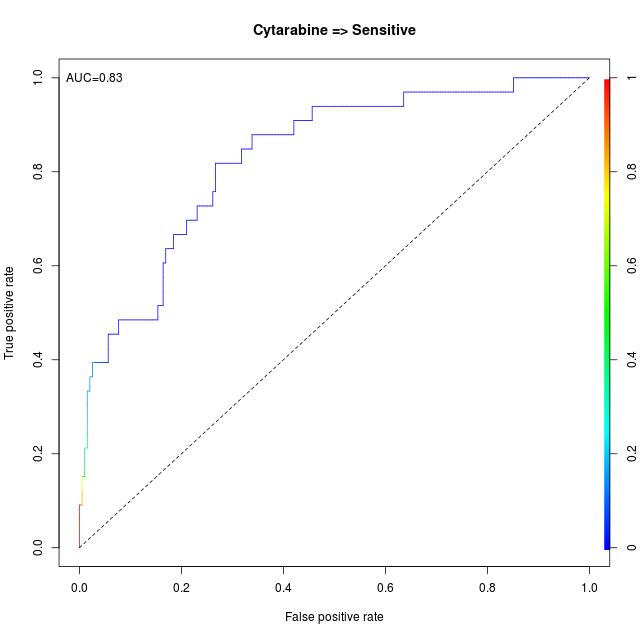 Cytarabine => Sensitive
AUC=0.83
True positive rate
1.0
0.8
0.6
0.4
0.2
0.0
0.0 0.2 0.4 0.6 0.8 1.0
False positive rate
1
0.8
0.6
0.4
0.2
0